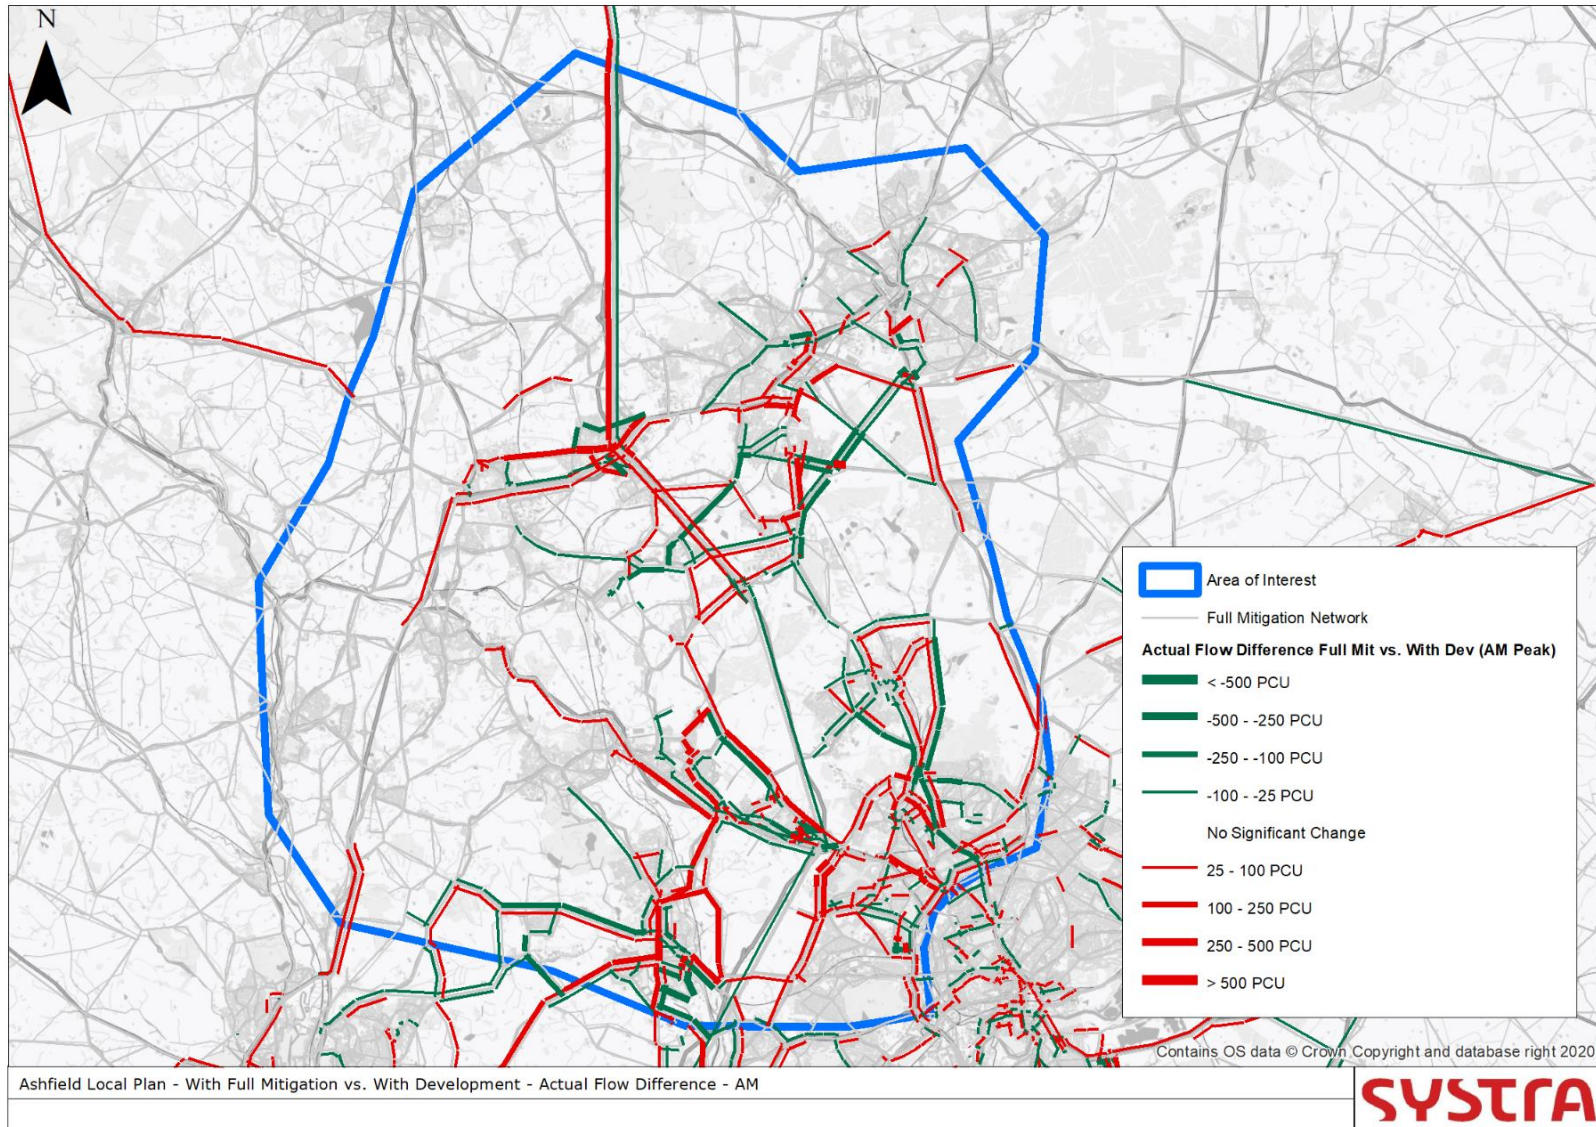 N
Area of Interest
Full Mitigation Network
Actual Flow Difference Full Mit vs. With Dev (AM Peak)
< -500 PCU
-500 - -250 PCU
-250 - -100 PCU
-100 - -25 PCU
No Significant Change
25 - 100 PCU
100 - 250 PCU
250 - 500 PCU
> 500 PCU
Contains OS data © Crown Copyright and database right 2020
Ashfield Local Plan - With Full Mitigation vs. With Development - Actual Flow Difference - AM
SYSTRA